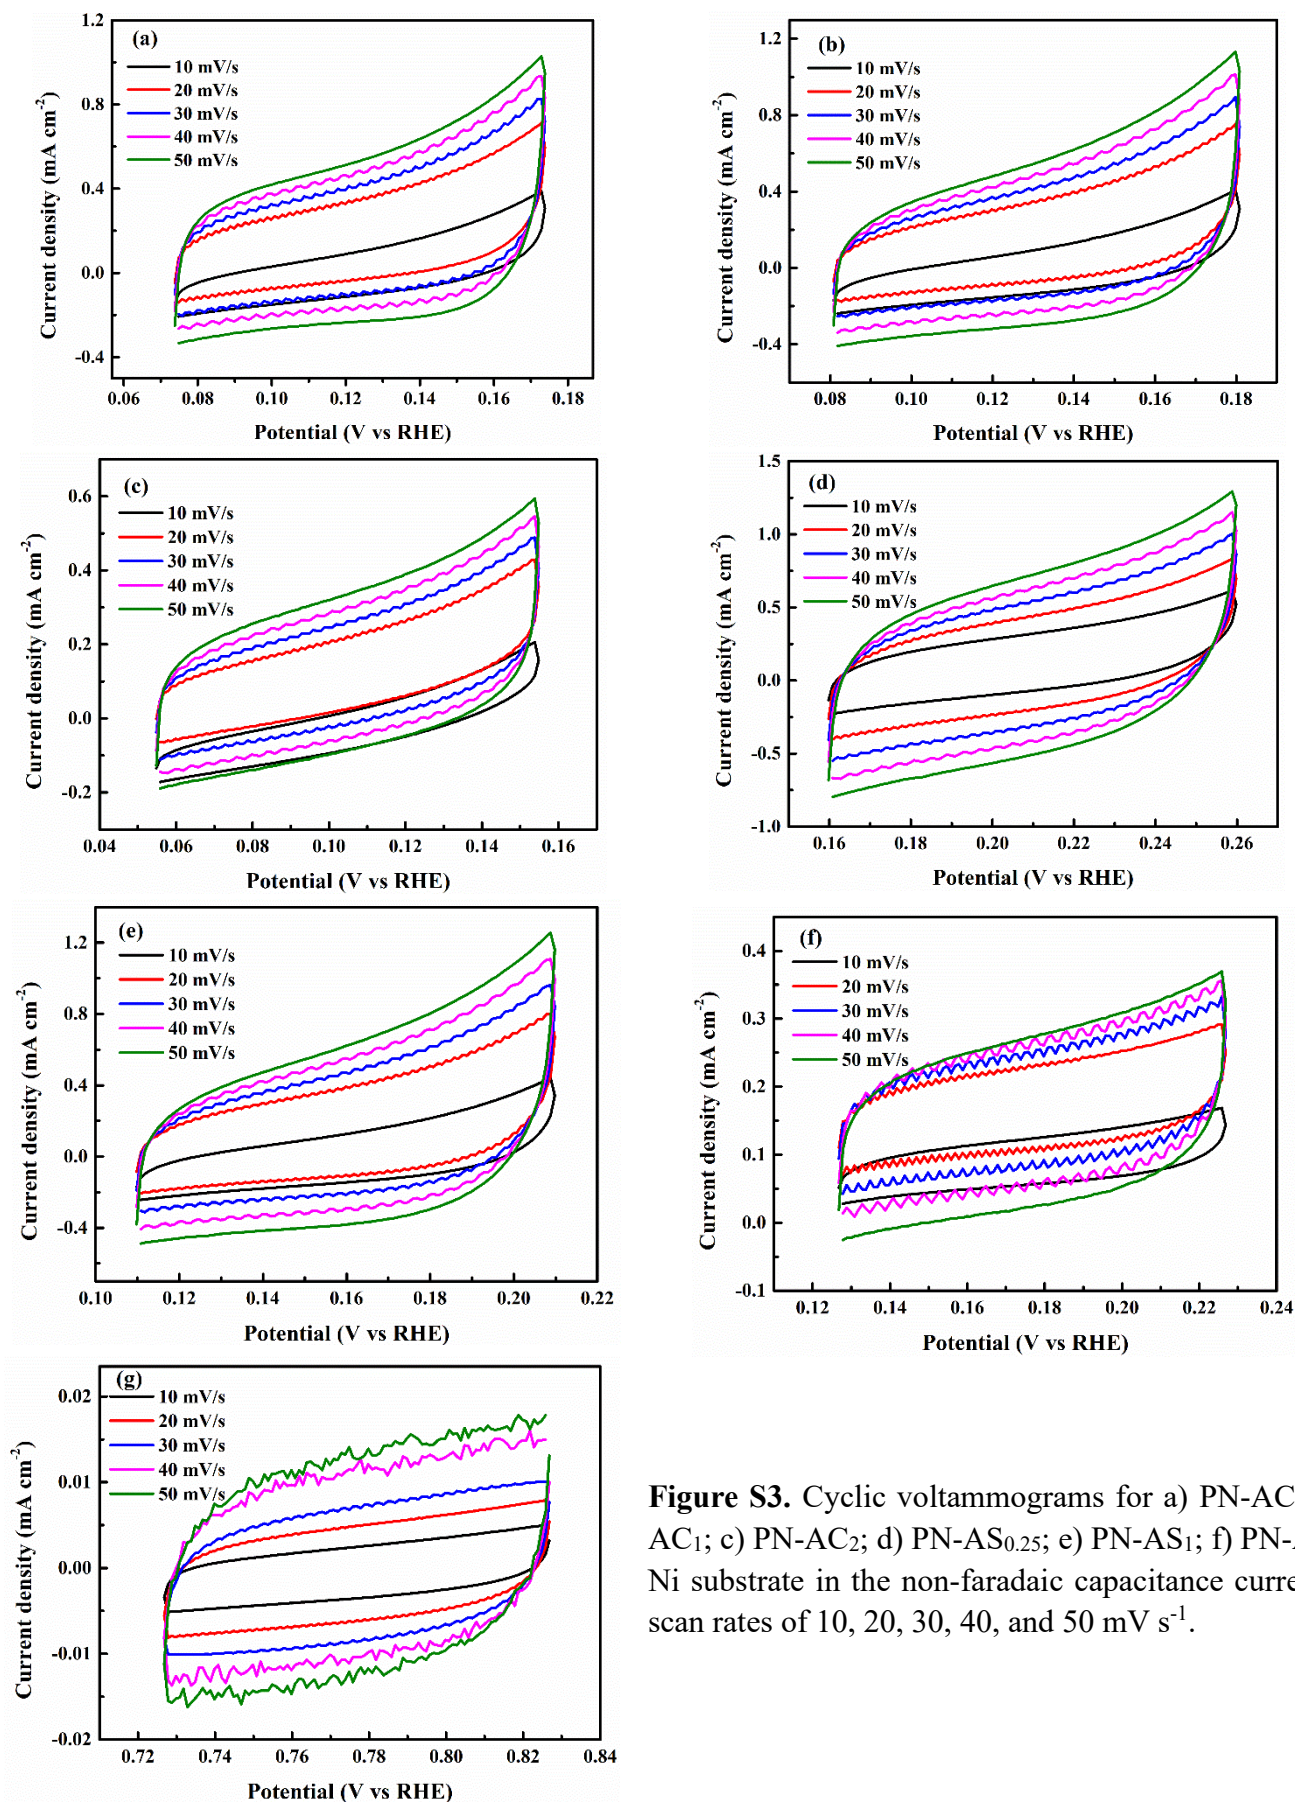 (a)
10 mV/s
20 mV/s
30 mV/s
40 mV/s
50 mV/s
1.2
0.8
0.4
0.0
-0.4
0.06 0.08 0.10 0.12 0.14 0.16 0.18
Current density (mA cm-2)
Potential (V vs RHE)
(b)
10 mV/s
20 mV/s
30 mV/s
40 mV/s
50 mV/s
1.2
0.8
0.4
0.0
-0.4
0.08 0.10 0.12 0.14 0.16 0.18
Current density (mA cm-2)
Potential (V vs RHE)
(c)
10 mV/s
20 mV/s
30 mV/s
40 mV/s
50 mV/s
0.6
0.4
0.2
0.0
-0.2
0.04 0.06 0.08 0.10 0.12 0.14 0.16
Current density (mA cm-2)
Potential (V vs RHE)
(d)
10 mV/s
20 mV/s
30 mV/s
40 mV/s
50 mV/s
1.5
1.0
0.5
0.0
-0.5
-1.0
0.16 0.18 0.20 0.22 0.24 0.26
Current density (mA cm-2)
Potential (V vs RHE)
(e)
10 mV/s
20 mV/s
30 mV/s
40 mV/s
50 mV/s
1.2
0.8
0.4
0.0
-0.4
0.10 0.12 0.14 0.16 0.18 0.20 0.22
Current density (mA cm-2)
Potential (V vs RHE)
(f)
10 mV/s
20 mV/s
30 mV/s
40 mV/s
50 mV/s
0.4
0.3
0.2
0.1
0.0
-0.1
0.12 0.14 0.16 0.18 0.20 0.22 0.24
Current density (mA cm-2)
Potential (V vs RHE)
(g)
10 mV/s
20 mV/s
30 mV/s
40 mV/s
50 mV/s
0.02
0.01
0.00
-0.01
-0.02
0.72 0.74 0.76 0.78 0.80 0.82 0.84
Current density (mA cm-2)
Potential (V vs RHE)
Figure S3. Cyclic voltammograms for a) PN-AC
AC1; c) PN-AC2; d) PN-AS0.25; e) PN-AS1; f) PN-
Ni substrate in the non-faradaic capacitance curre
scan rates of 10, 20, 30, 40, and 50 mV s-1.